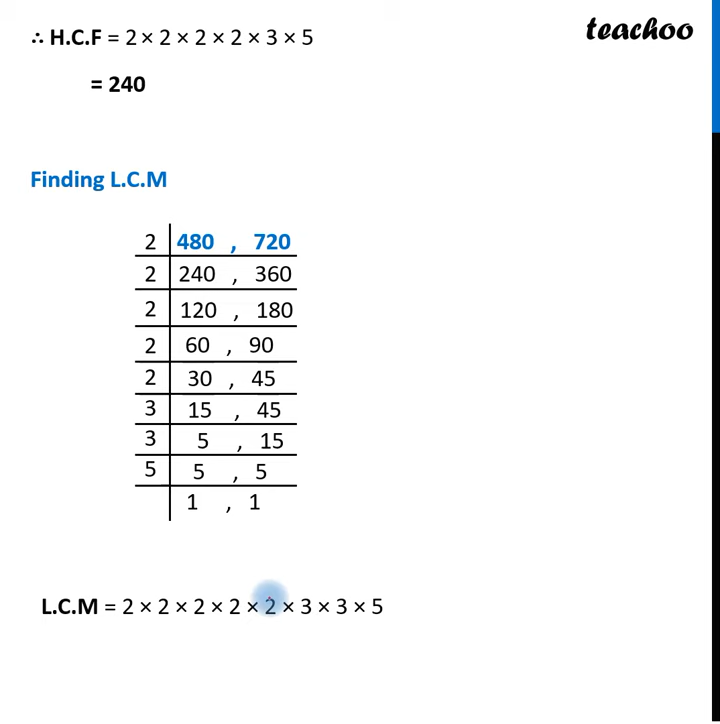 teachoo
∴ H.C.F = 2 × 2 × 2 × 2 × 3 × 5
= 240
Finding L.C.M
2 480 , 720
2 240 , 360
2 120 , 180
2 60 , 90
2 30 , 45
3 15 , 45
3 5 , 15
5 5 , 5
1 , 1
L.C.M = 2 × 2 × 2 × 2 × 2 × 3 × 3 × 5